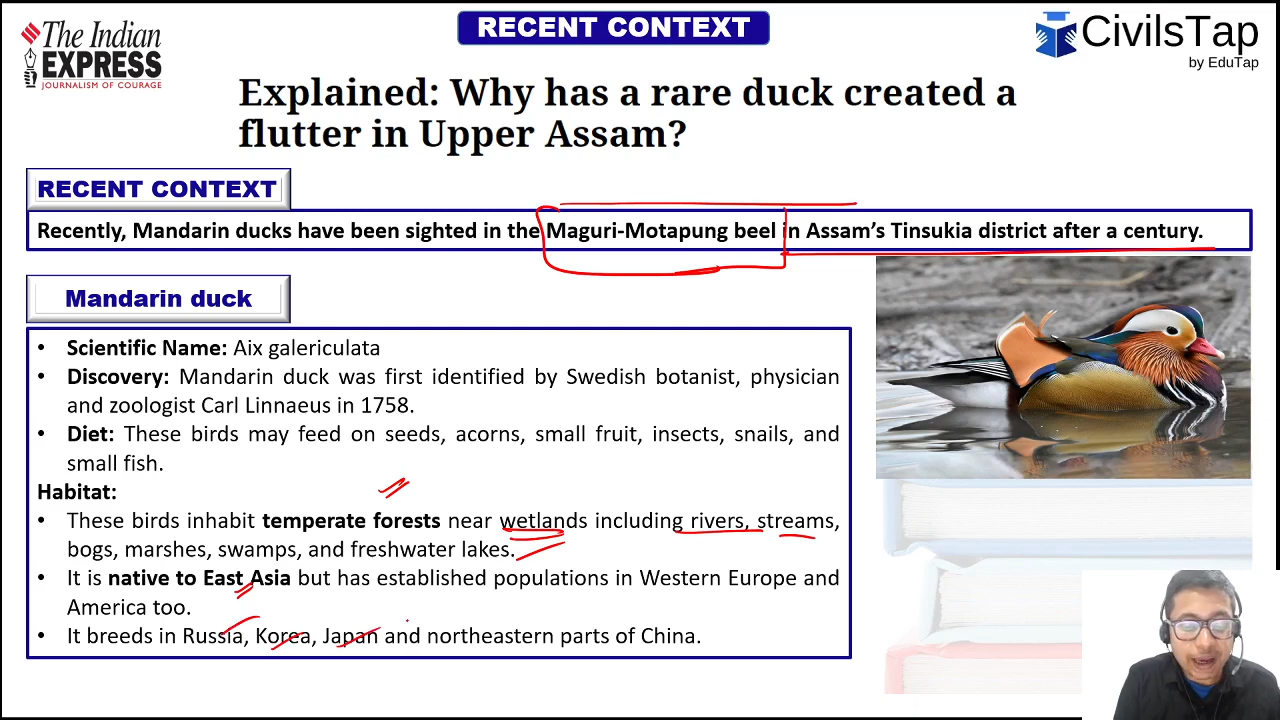 RECENT CONTEXT
The Indian
EXPRESS
JOURNALISM OF COURAGE
CivilsTap
by EduTap
Explained: Why has a rare duck created a
flutter in Upper Assam?
RECENT CONTEXT
Recently, Mandarin ducks have been sighted in the Maguri-Motapung beel in Assam’s Tinsukia district after a century.
Mandarin duck
• Scientific Name: Aix galericulata
• Discovery: Mandarin duck was first identified by Swedish botanist, physician
and zoologist Carl Linnaeus in 1758.
• Diet: These birds may feed on seeds, acorns, small fruit, insects, snails, and
small fish.
Habitat:
• These birds inhabit temperate forests near wetlands including rivers, streams,
bogs, marshes, swamps, and freshwater lakes.
• It is native to East Asia but has established populations in Western Europe and
America too.
• It breeds in Russia, Korea, Japan and northeastern parts of China.